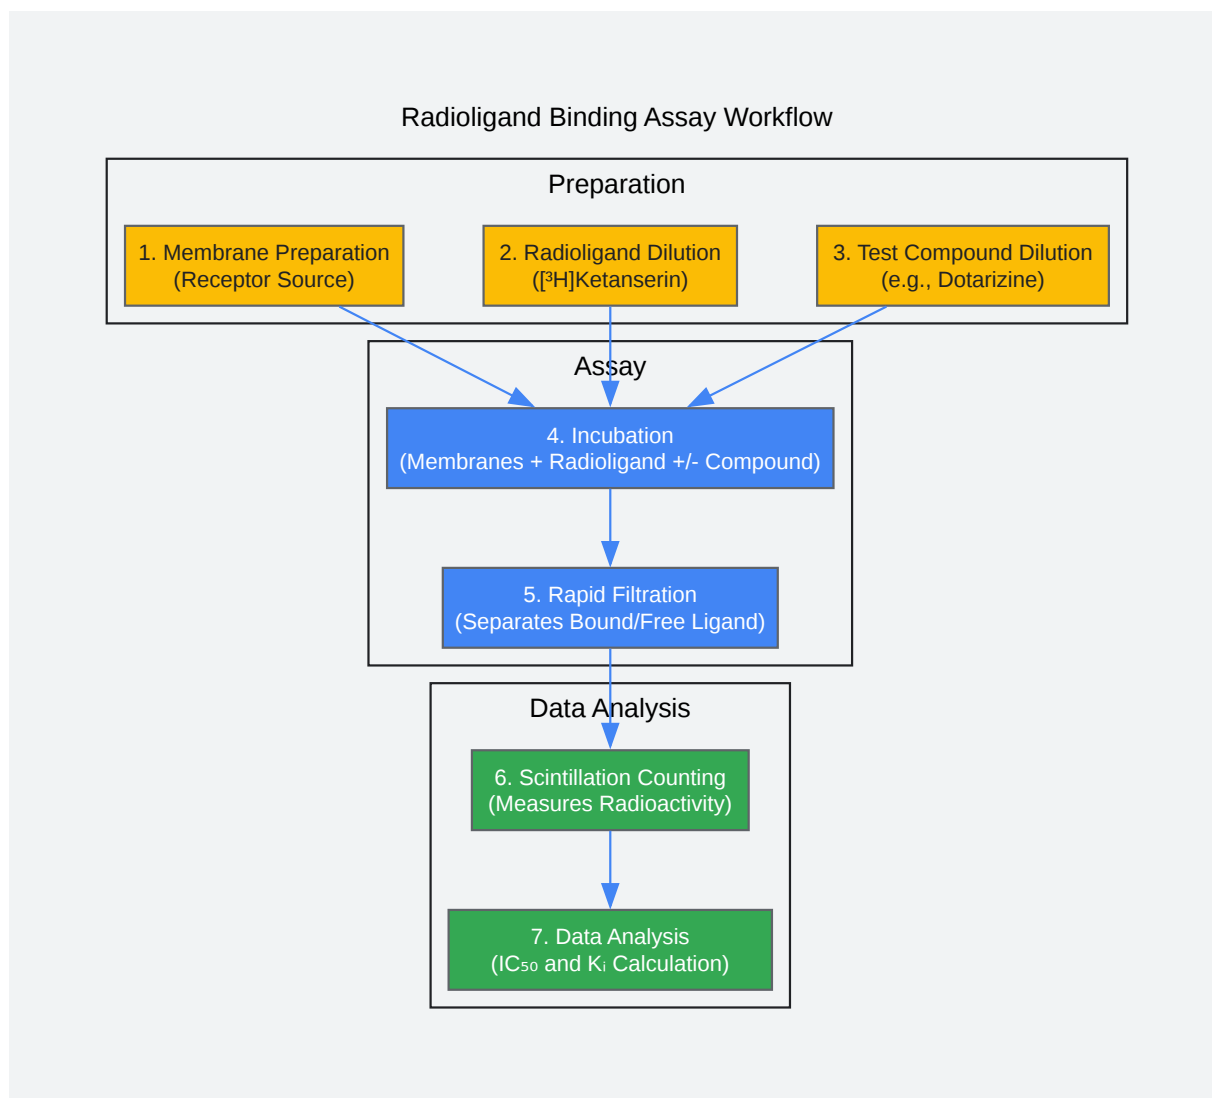 Radioligand Binding Assay Workflow
Preparation
1. Membrane Preparation
(Receptor Source)
2. Radioligand Dilution
([³H]Ketanserin)
3. Test Compound Dilution
(e.g., Dotarizine)
Assay
4. Incubation
(Membranes + Radioligand +/- Compound)
5. Rapid Filtration
(Separates Bound/Free Ligand)
Data Analysis
6. Scintillation Counting
(Measures Radioactivity)
7. Data Analysis
(IC₅₀ and Kᵢ Calculation)